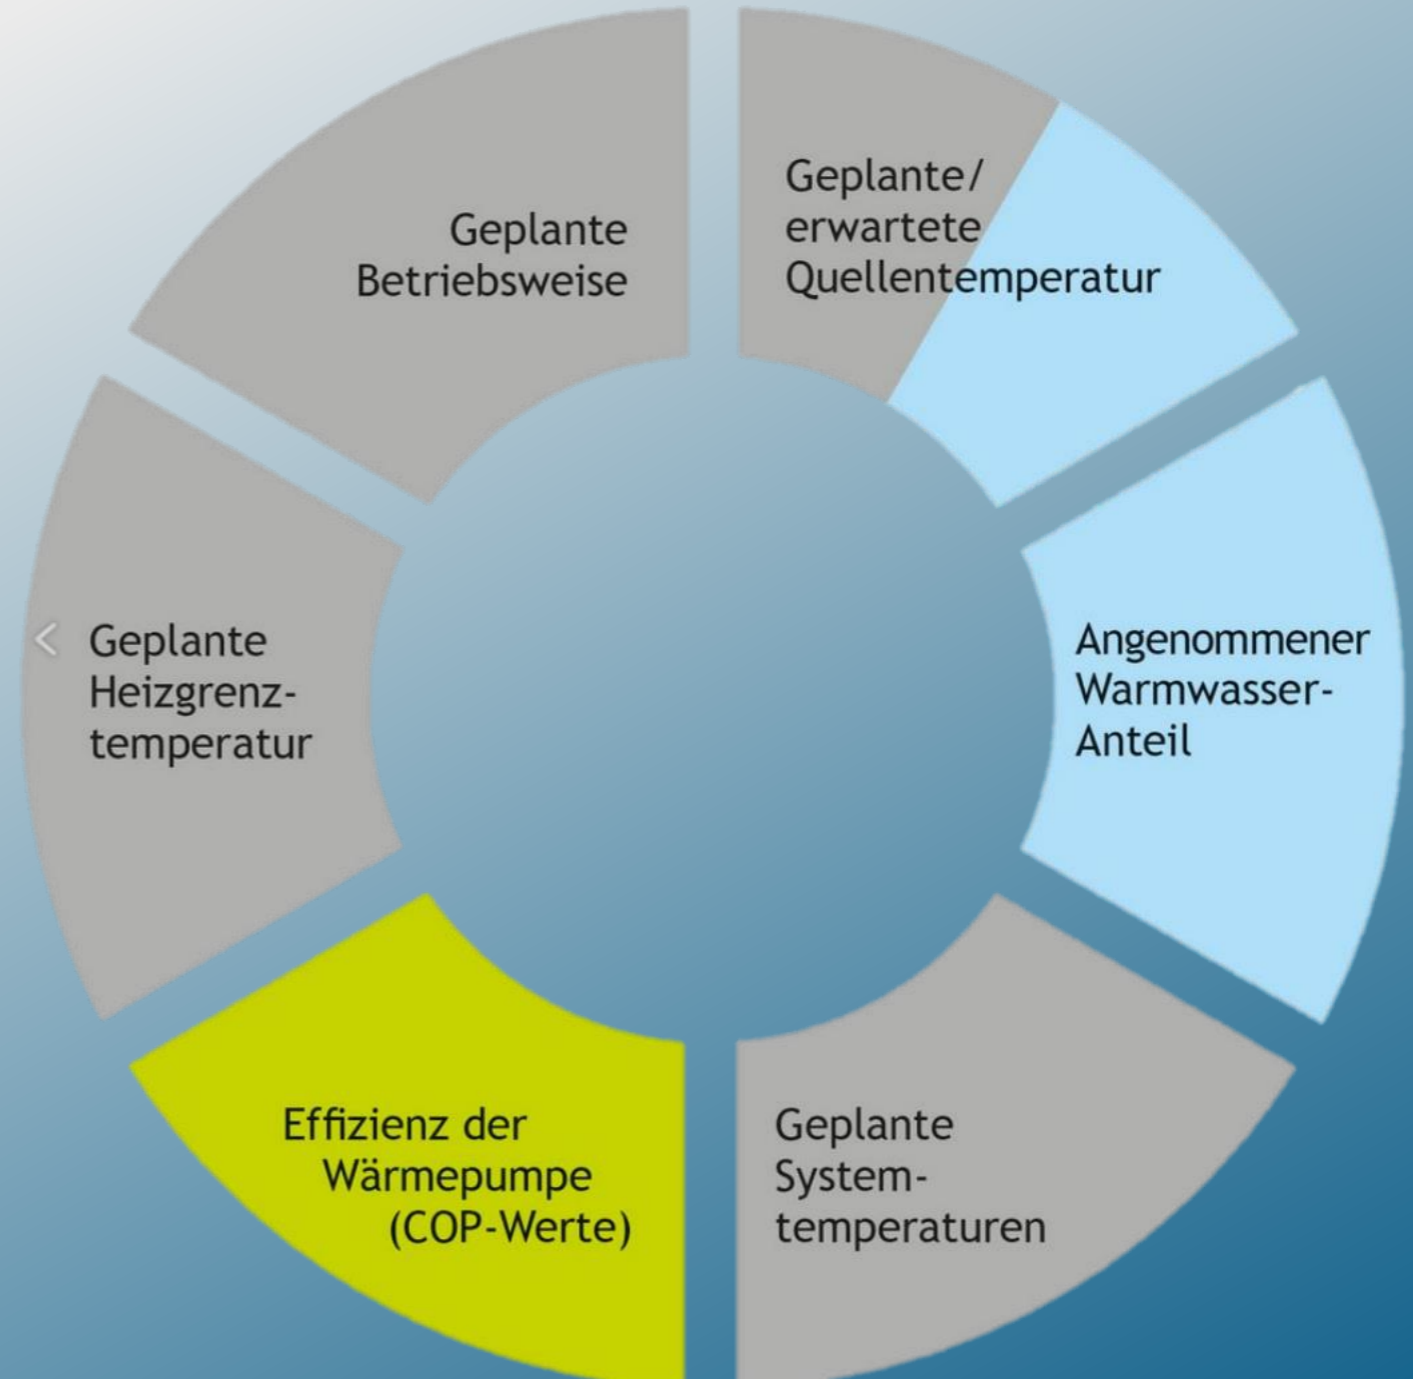 Geplante
Betriebsweise
Geplante/
erwartete
Quellentemperatur
Angenommener
Warmwasser-
Anteil
Geplante
System-
temperaturen
Effizienz der
Wärmepumpe
(COP-Werte)
Geplante
Heizgrenz-
temperatur